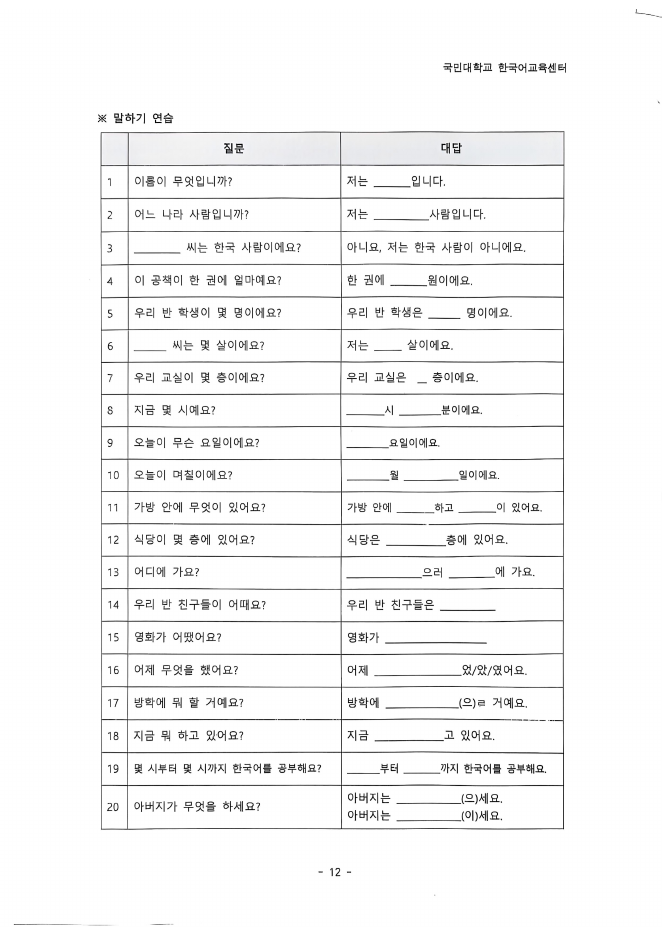 국민대학교 한국어교육센터
※ 말하기 연습
질문 대답
1 이름이 무엇입니까? 저는 ______입니다.
2 어느 나라 사람입니까? 저는 _________사람입니다.
3 ________ 씨는 한국 사람이에요? 아니요, 저는 한국 사람이 아니에요.
4 이 공책이 한 권에 얼마예요? 한 권에 ______원이에요.
5 우리 반 학생이 몇 명이에요? 우리 반 학생은 _____ 명이에요.
6 _____ 씨는 몇 살이에요? 저는 ____ 살이에요.
7 우리 교실이 몇 층이에요? 우리 교실은 _ 층이에요.
8 지금 몇 시예요? ______시 _______분이에요.
9 오늘이 무슨 요일이에요? _______요일이에요.
10 오늘이 며칠이에요? _______월 _________일이에요.
11 가방 안에 무엇이 있어요? 가방 안에 ______하고 ______이 있어요.
12 식당이 몇 층에 있어요? 식당은 __________층에 있어요.
13 어디에 가요? _____________으러 ________에 가요.
14 우리 반 친구들이 어때요? 우리 반 친구들은 _________
15 영화가 어땠어요? 영화가 _________________
16 어제 무엇을 했어요? 어제 ______________었/았/였어요.
17 방학에 뭐 할 거예요? 방학에 ____________(으)ㄹ 거예요.
18 지금 뭐 하고 있어요? 지금 ___________고 있어요.
19 몇 시부터 몇 시까지 한국어를 공부해요? _____부터 ______까지 한국어를 공부해요.
20 아버지가 무엇을 하세요? 아버지는 __________(으)세요.
아버지는 __________(이)세요.
- 12 -